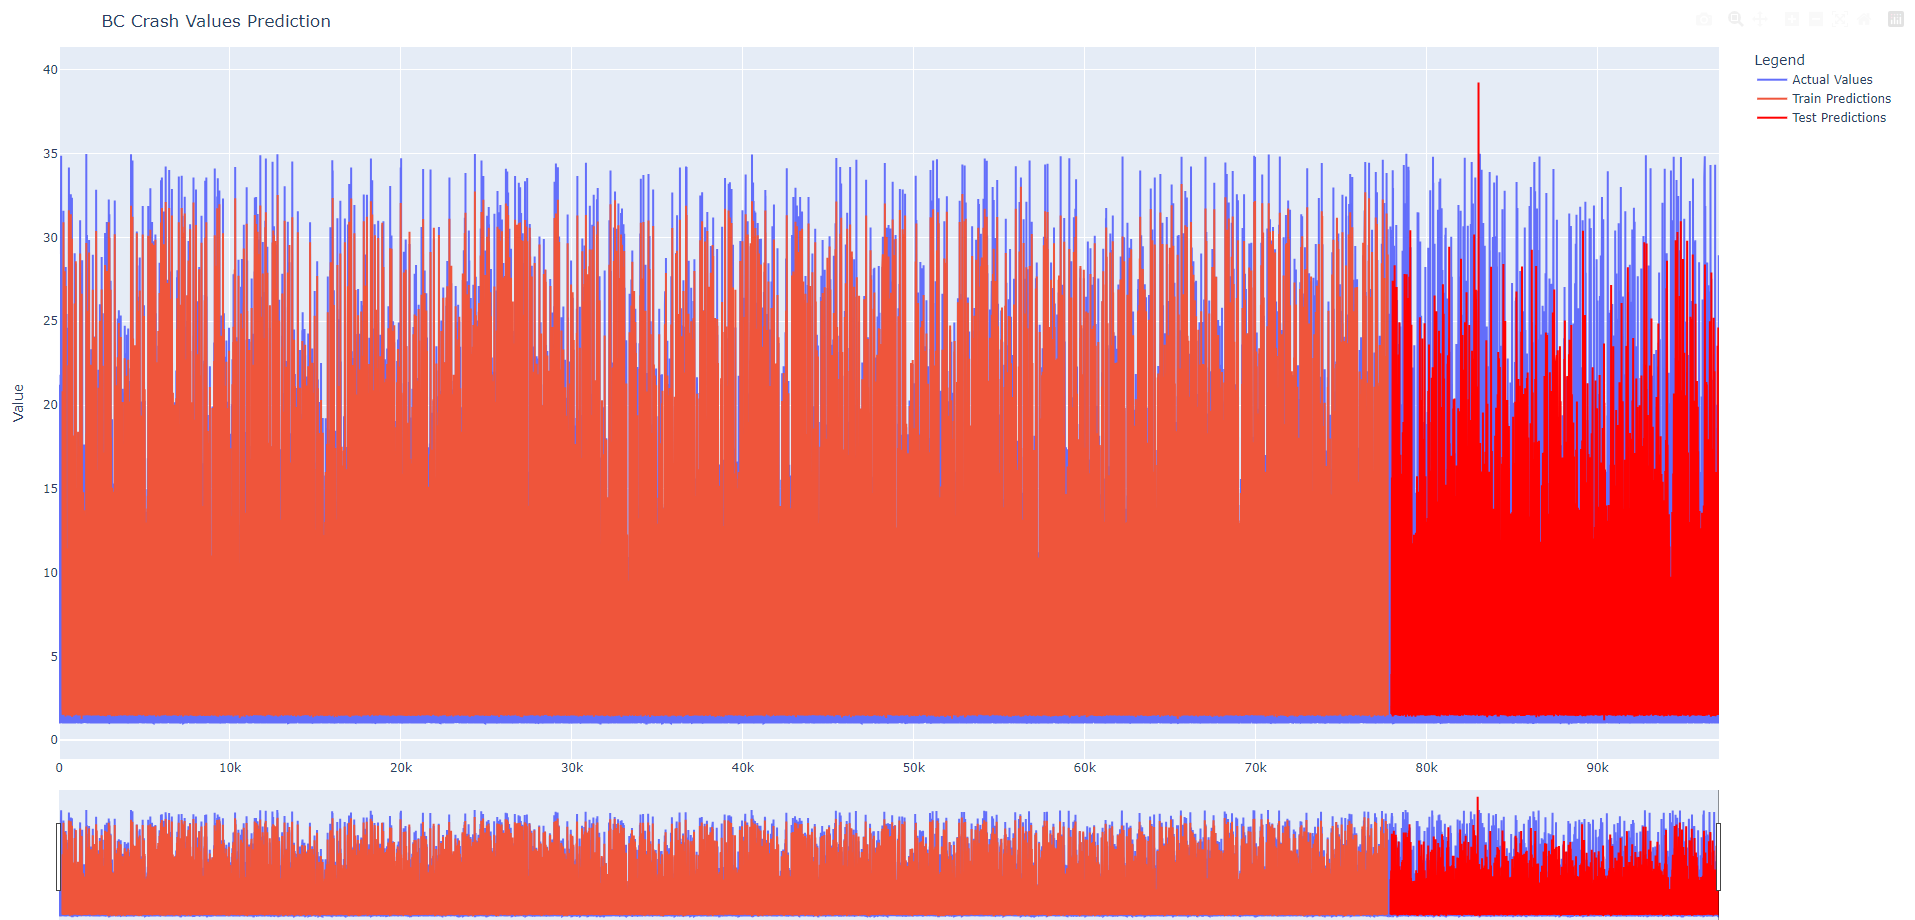 BC Crash Values Prediction
Legend
Actual Values
Train Predictions
Test Predictions
Value
40
35
30
25
20
15
10
5
0
0 10k 20k 30k 40k 50k 60k 70k 80k 90k